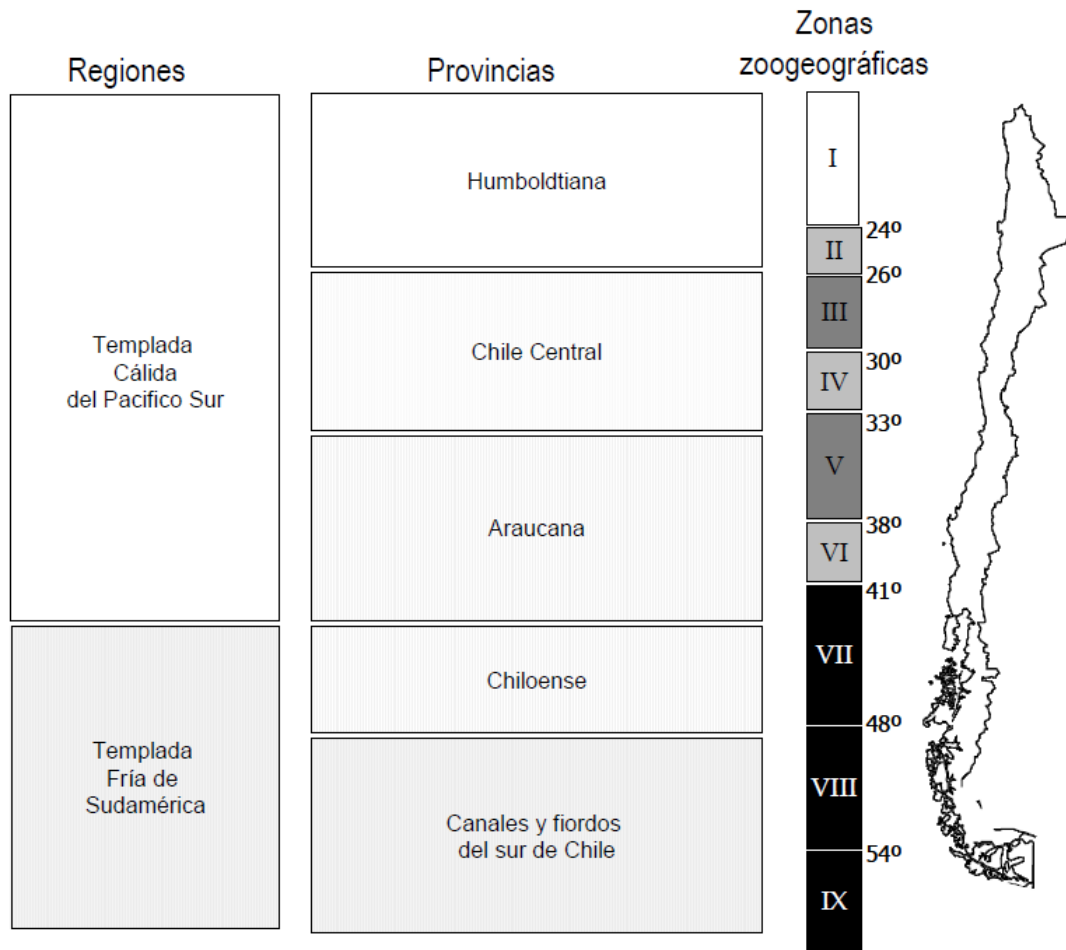 Regiones
Provincias
Zonas
zoogeográficas
Templada
Cálida
del Pacifico Sur
Templada
Fría de
Sudamérica
Humboldtiana
Chile Central
Araucana
Chiloense
Canales y fiordos
del sur de Chile
I
24º
II
26º
III
30º
IV
33º
V
38º
VI
41º
VII
48º
VIII
54º
IX